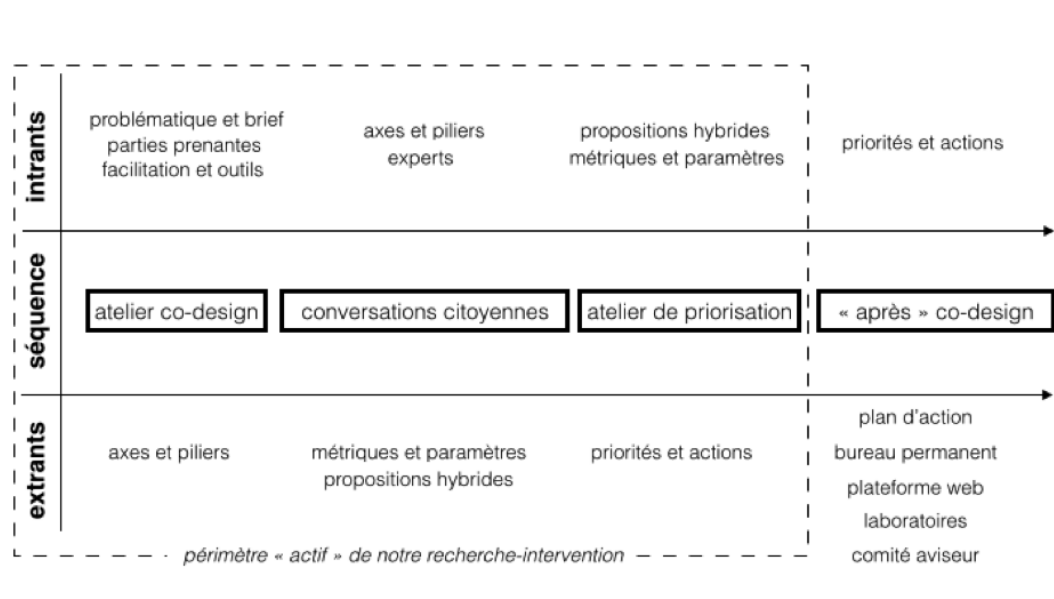 intrants
problématique et brief
parties prenantes
facilitation et outils
axes et piliers
experts
propositions hybrides
métriques et paramètres
priorités et actions
séquence
atelier co-design
conversations citoyennes
atelier de priorisation
« après » co-design
extrants
axes et piliers
métriques et paramètres
propositions hybrides
priorités et actions
plan d'action
bureau permanent
plateforme web
laboratoires
comité aviseur
périmètre « actif » de notre recherche-intervention